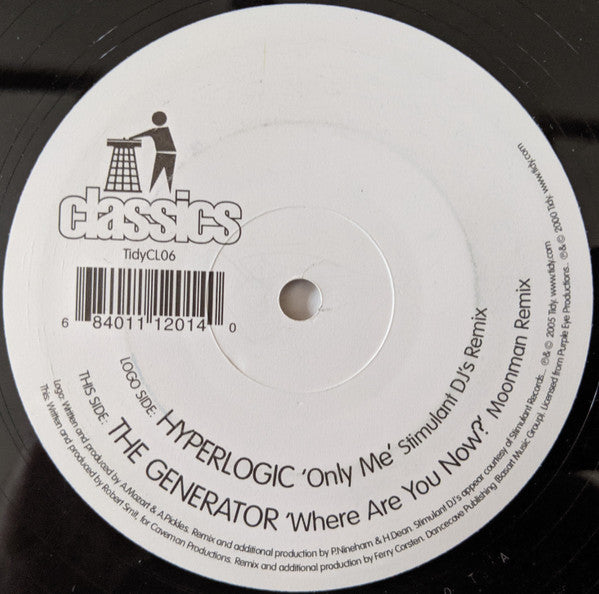 classics
TidyCL06
6 84011 12014 0
LOGO SIDE: HYPERLOGIC 'Only Me' Stimulant DJ's Remix
THIS SIDE: THE GENERATOR 'Where Are You Now?' Moonman Remix
Logo: Written and produced by A.Mozart & A.Pickles. Remix and additional production by P.Nineham & H.Dean. Stimulant DJ's appear courtesy of Stimulant Records. ℗&© 2005 Tidy. www.tidy.com
This: Written and produced by Robert Smit, for Caveman Productions. Remix and additional production by Ferry Corsten. Dancecave Publishing (Basart Music Group). Licensed from Purple Eye Productions. ℗&© 2000 Tidy. www.tidy.com